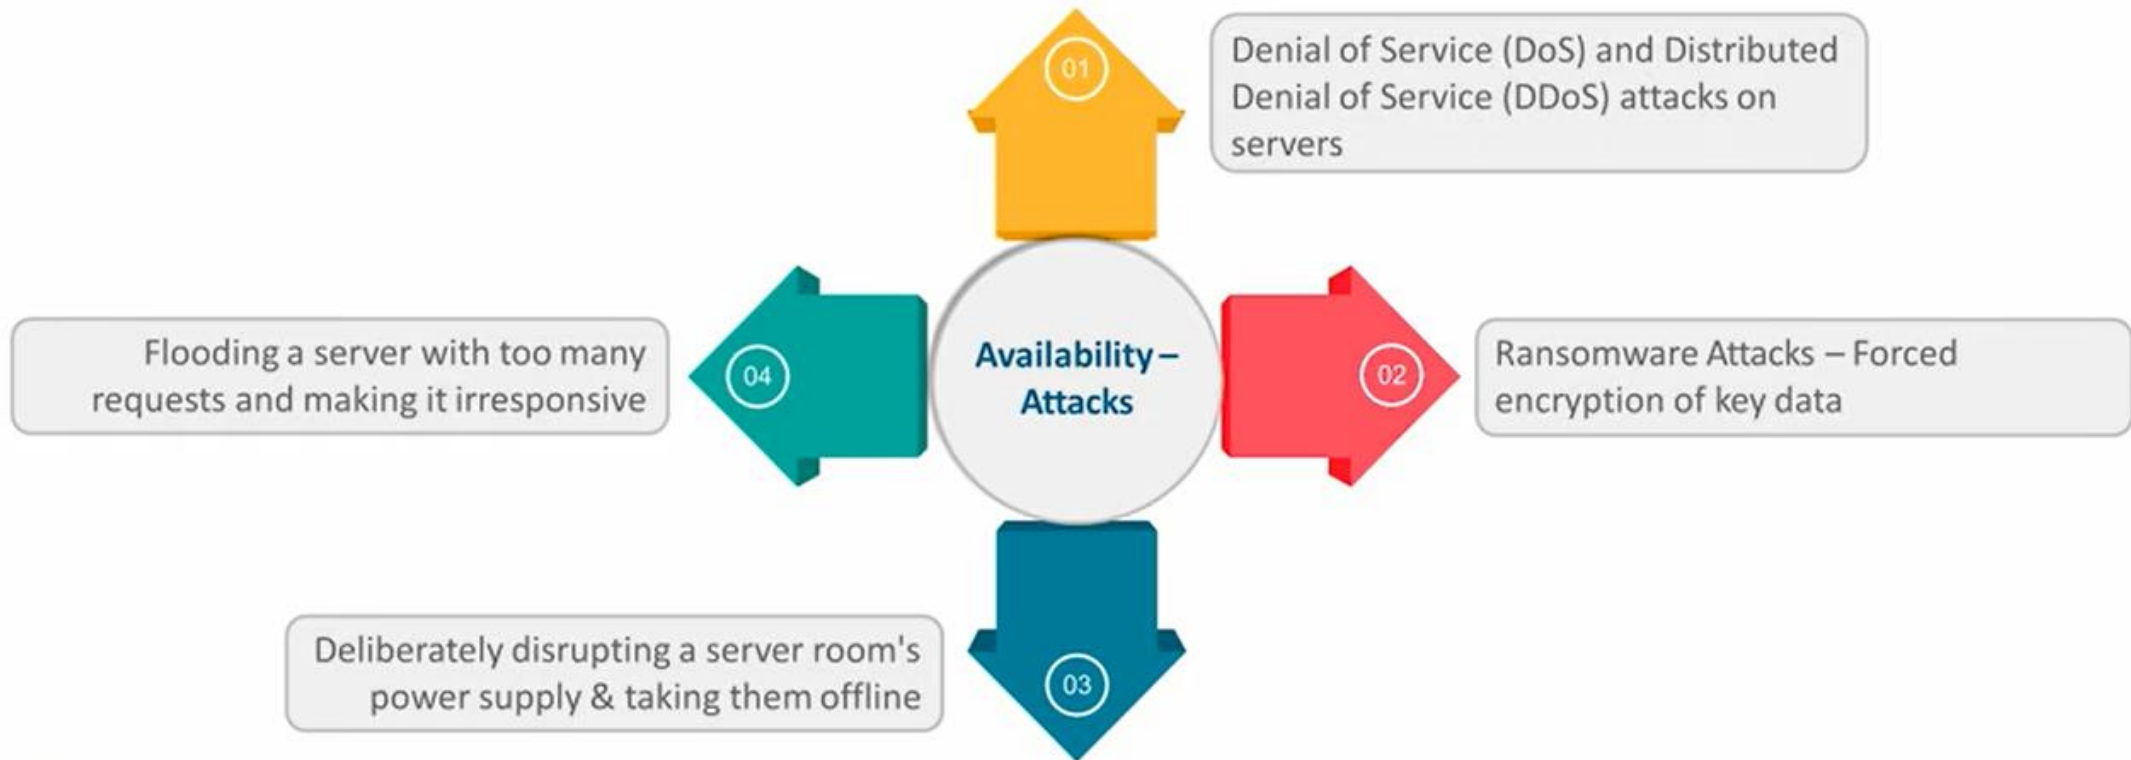 01
Denial of Service (DoS) and Distributed
Denial of Service (DDoS) attacks on
servers
Availability –
Attacks
02
Ransomware Attacks – Forced
encryption of key data
03
Deliberately disrupting a server room's
power supply & taking them offline
04
Flooding a server with too many
requests and making it irresponsive